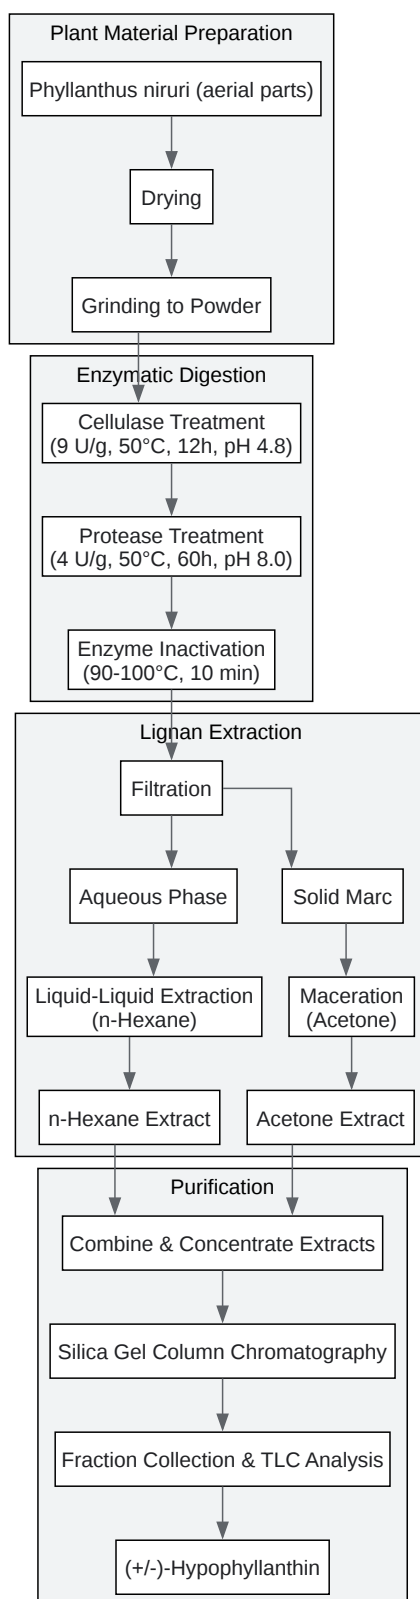 Plant Material Preparation
Phyllanthus niruri (aerial parts)
Drying
Grinding to Powder
Enzymatic Digestion
Cellulase Treatment
(9 U/g, 50°C, 12h, pH 4.8)
Protease Treatment
(4 U/g, 50°C, 60h, pH 8.0)
Enzyme Inactivation
(90-100°C, 10 min)
Lignan Extraction
Filtration
Aqueous Phase
Solid Marc
Liquid-Liquid Extraction
(n-Hexane)
Maceration
(Acetone)
n-Hexane Extract
Acetone Extract
Purification
Combine & Concentrate Extracts
Silica Gel Column Chromatography
Fraction Collection & TLC Analysis
(+/-)-Hypophyllanthin